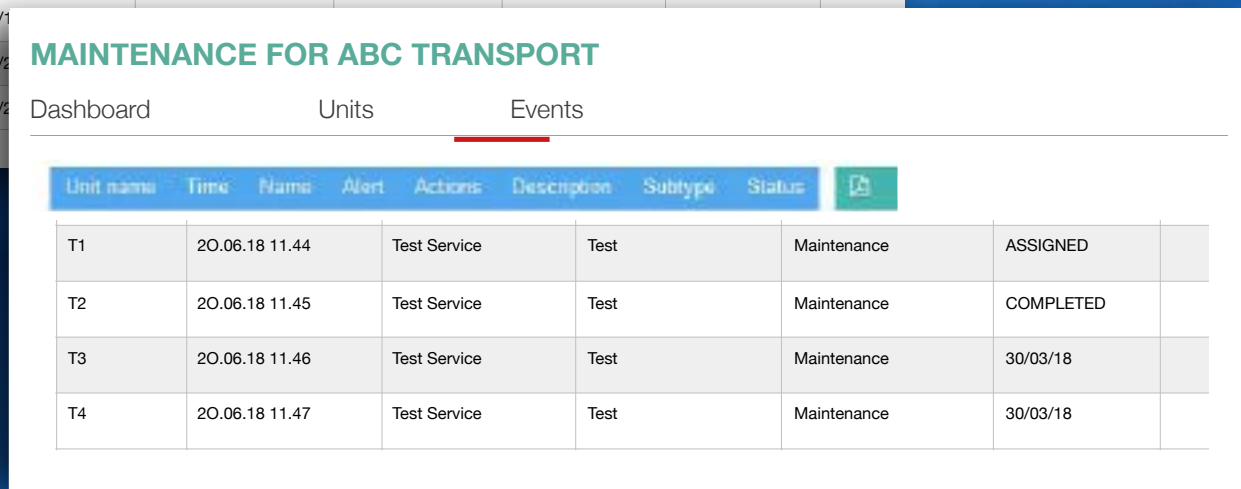 MAINTENANCE FOR ABC TRANSPORT
Dashboard Units Events
Unit name Time Name Alert Actions Description Subtype Status
T1 2O.06.18 11.44 Test Service Test Maintenance ASSIGNED
T2 2O.06.18 11.45 Test Service Test Maintenance COMPLETED
T3 2O.06.18 11.46 Test Service Test Maintenance 30/03/18
T4 2O.06.18 11.47 Test Service Test Maintenance 30/03/18